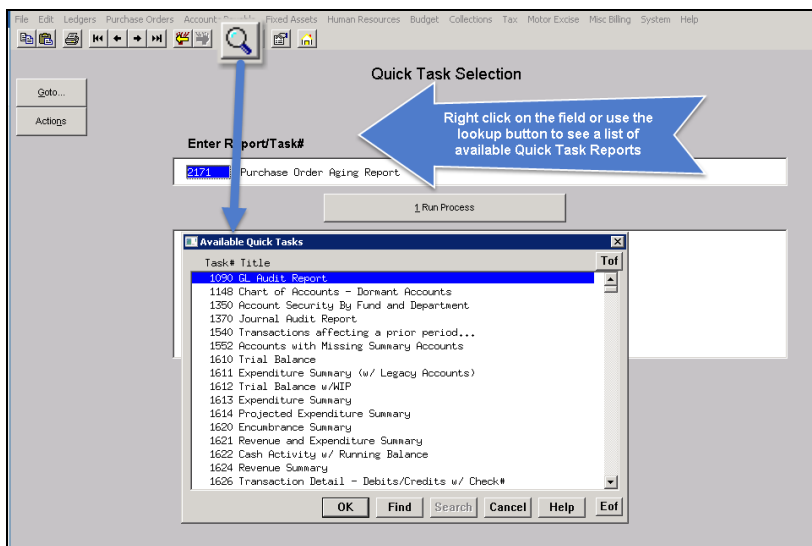 File Edit Ledgers Purchase Orders Accounts Payable Fixed Assets Human Resources Budget Collections Tax Motor Excise Misc Billing System Help
Quick Task Selection
Goto...
Actions
Right click on the field or use the
lookup button to see a list of
available Quick Task Reports
Enter Report/Task#
2171 Purchase Order Aging Report
1 Run Process
Available Quick Tasks
Task# Title
Tof
1090 GL Audit Report
1148 Chart of Accounts - Dormant Accounts
1350 Account Security By Fund and Department
1370 Journal Audit Report
1540 Transactions affecting a prior period...
1552 Accounts with Missing Summary Accounts
1610 Trial Balance
1611 Expenditure Summary (w/ Legacy Accounts)
1612 Trial Balance w/WIP
1613 Expenditure Summary
1614 Projected Expenditure Summary
1620 Encumbrance Summary
1621 Revenue and Expenditure Summary
1622 Cash Activity w/ Running Balance
1624 Revenue Summary
1626 Transaction Detail - Debits/Credits w/ Check#
OK Find Search Cancel Help Eof